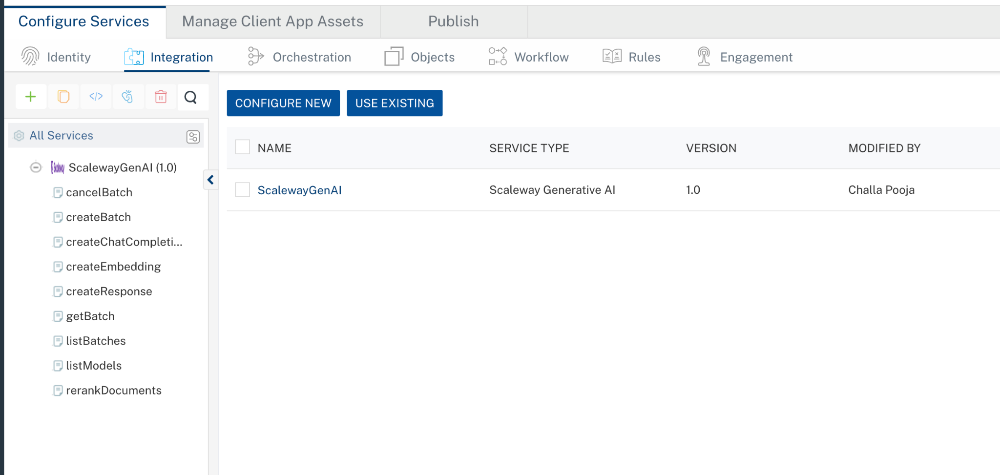 Configure Services
Manage Client App Assets
Publish
Identity
Integration
Orchestration
Objects
Workflow
Rules
Engagement
</>
CONFIGURE NEW
USE EXISTING
All Services
Scaleway
ScalewayGenAI (1.0)
cancelBatch
createBatch
createChatCompleti...
createEmbedding
createResponse
getBatch
listBatches
listModels
rerankDocuments
NAME SERVICE TYPE VERSION MODIFIED BY
ScalewayGenAI Scaleway Generative AI 1.0 Challa Pooja